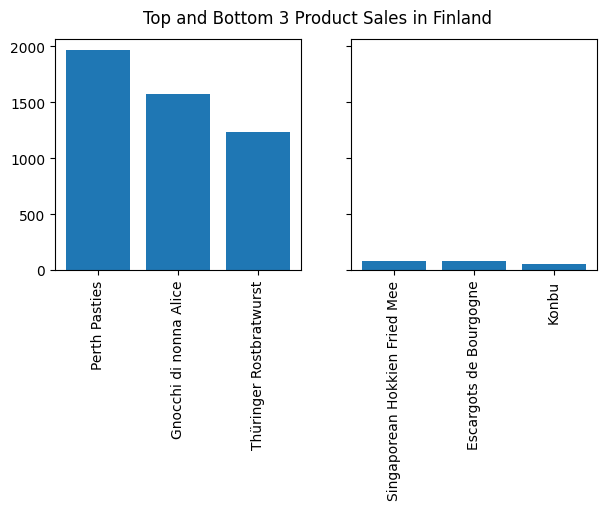 Top and Bottom 3 Product Sales in Finland
2000
1500
1000
500
0
Perth Pasties
Gnocchi di nonna Alice
Thüringer Rostbratwurst
Singaporean Hokkien Fried Mee
Escargots de Bourgogne
Konbu